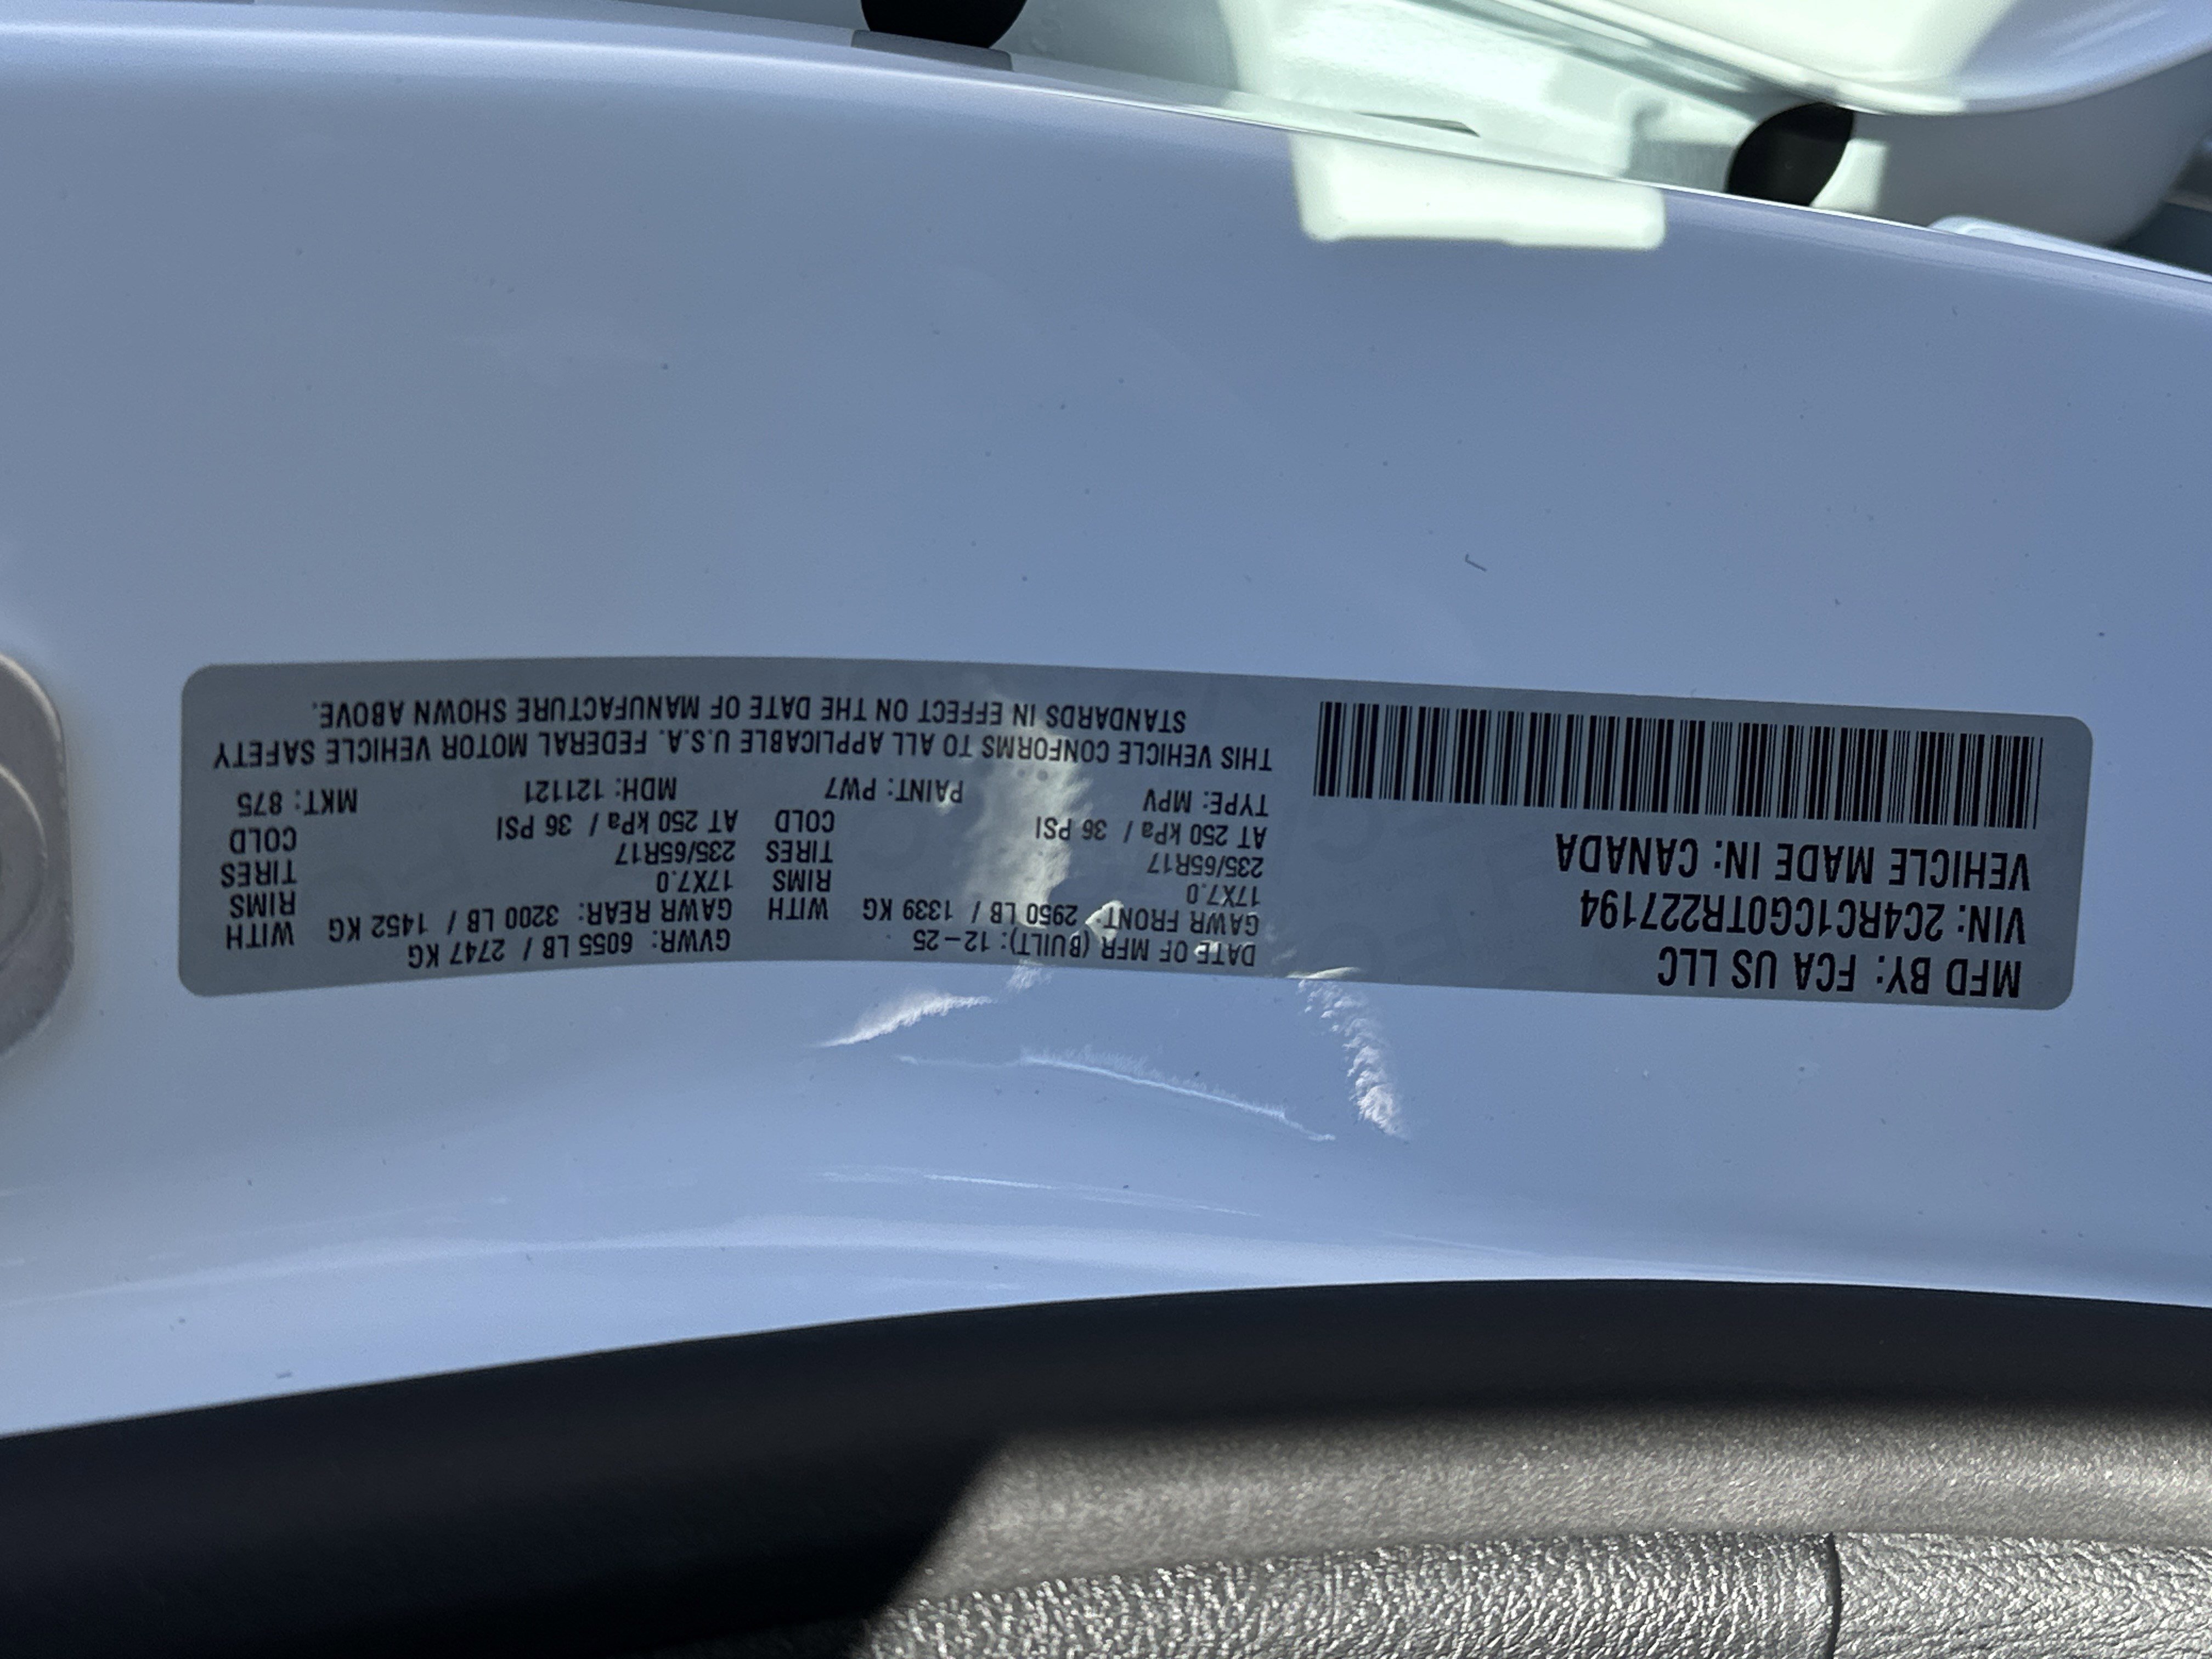 MFD BY: FCA US LLC
VIN: 2C4RC1CG0TR227194
VEHICLE MADE IN: CANADA
DATE OF MFR (BUILT): 12-25
GVWR: 6055 LB / 2747 KG
GAWR FRONT: 2950 LB / 1339 KG WITH
GAWR REAR: 3200 LB / 1452 KG WITH
17X7.0 RIMS
17X7.0 RIMS
235/65R17 TIRES
235/65R17 TIRES
AT 250 kPa / 36 PSI COLD
AT 250 kPa / 36 PSI COLD
TYPE: MPV PAINT: PW7 MDH: 121121 MKT: 875
THIS VEHICLE CONFORMS TO ALL APPLICABLE U.S.A. FEDERAL MOTOR VEHICLE SAFETY
STANDARDS IN EFFECT ON THE DATE OF MANUFACTURE SHOWN ABOVE.